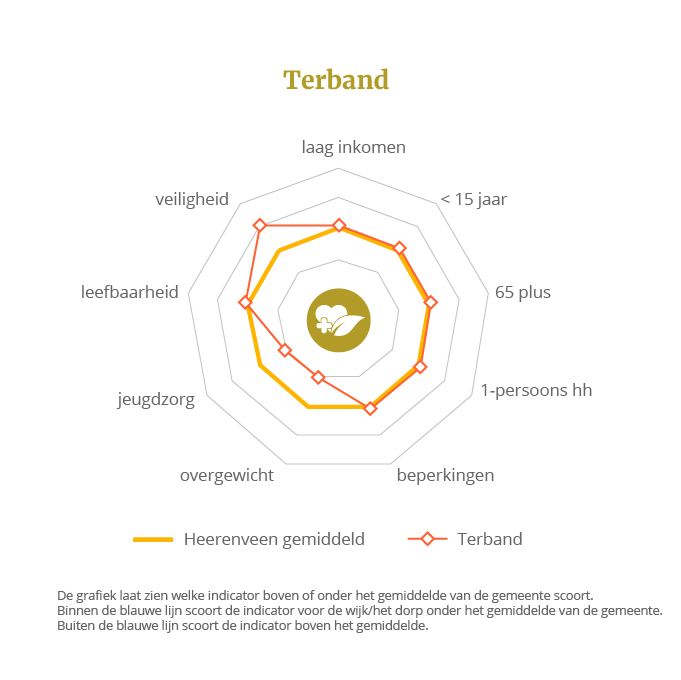 Terband
laag inkomen
veiligheid
< 15 jaar
leefbaarheid
65 plus
jeugdzorg
1-persoons hh
overgewicht
beperkingen
Heerenveen gemiddeld
Terband
De grafiek laat zien welke indicator boven of onder het gemiddelde van de gemeente scoort.
Binnen de blauwe lijn scoort de indicator voor de wijk/het dorp onder het gemiddelde van de gemeente.
Buiten de blauwe lijn scoort de indicator boven het gemiddelde.